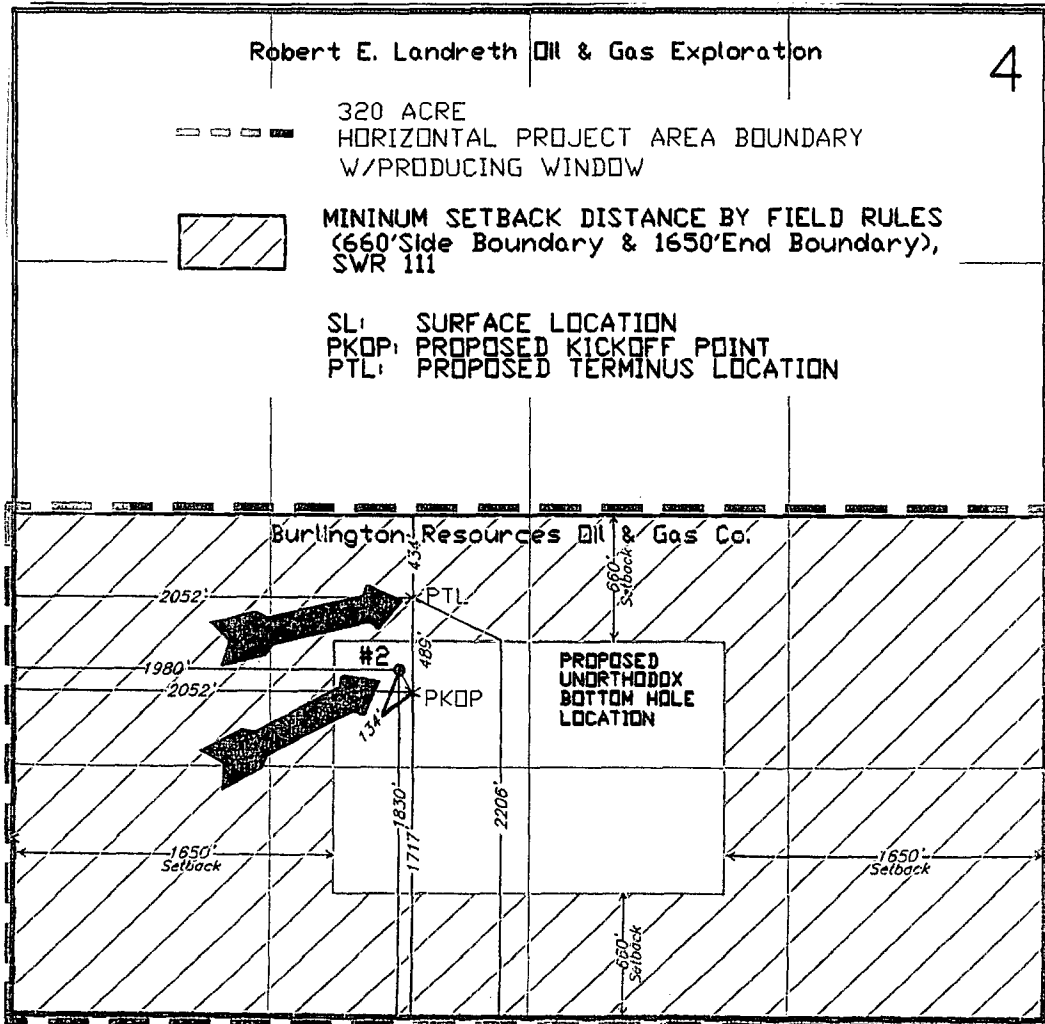 Robert E. Landreth Oil & Gas Exploration
4
320 ACRE
HORIZONTAL PROJECT AREA BOUNDARY
W/PRODUCING WINDOW
MININUM SETBACK DISTANCE BY FIELD RULES
(660'Side Boundary & 1650'End Boundary),
SWR 111
SL: SURFACE LOCATION
PKOP: PROPOSED KICKOFF POINT
PTL: PROPOSED TERMINUS LOCATION
Burlington Resources Oil & Gas Co.
434'
660'
Setback
2052'
PTL
489'
#2
1980'
2052'
PKOP
134'
PROPOSED
UNORTHODOX
BOTTOM HOLE
LOCATION
1830'
1717'
2206'
1650'
Setback
1650'
Setback
660'
Setback